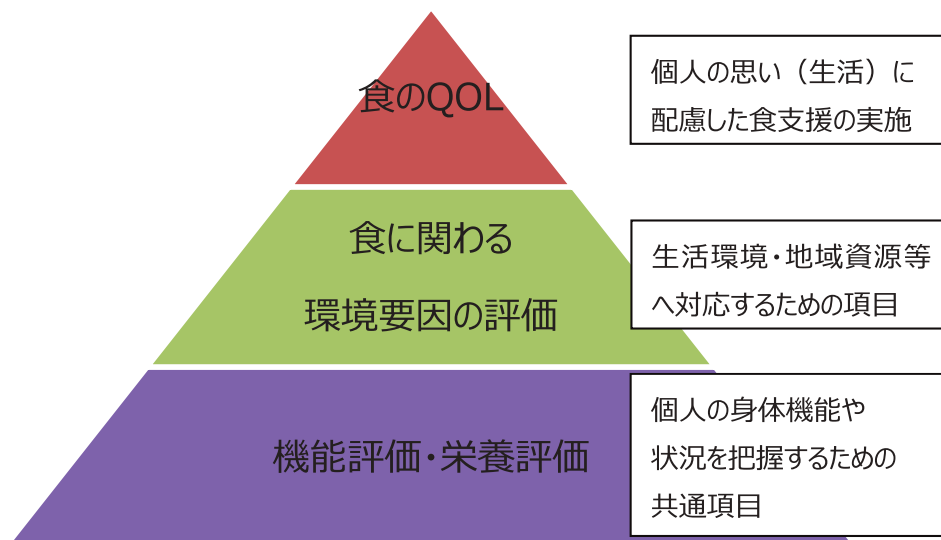 食のQOL
個人の思い（生活）に
配慮した食支援の実施
食に関わる
環境要因の評価
生活環境・地域資源等
へ対応するための項目
機能評価・栄養評価
個人の身体機能や
状況を把握するための
共通項目